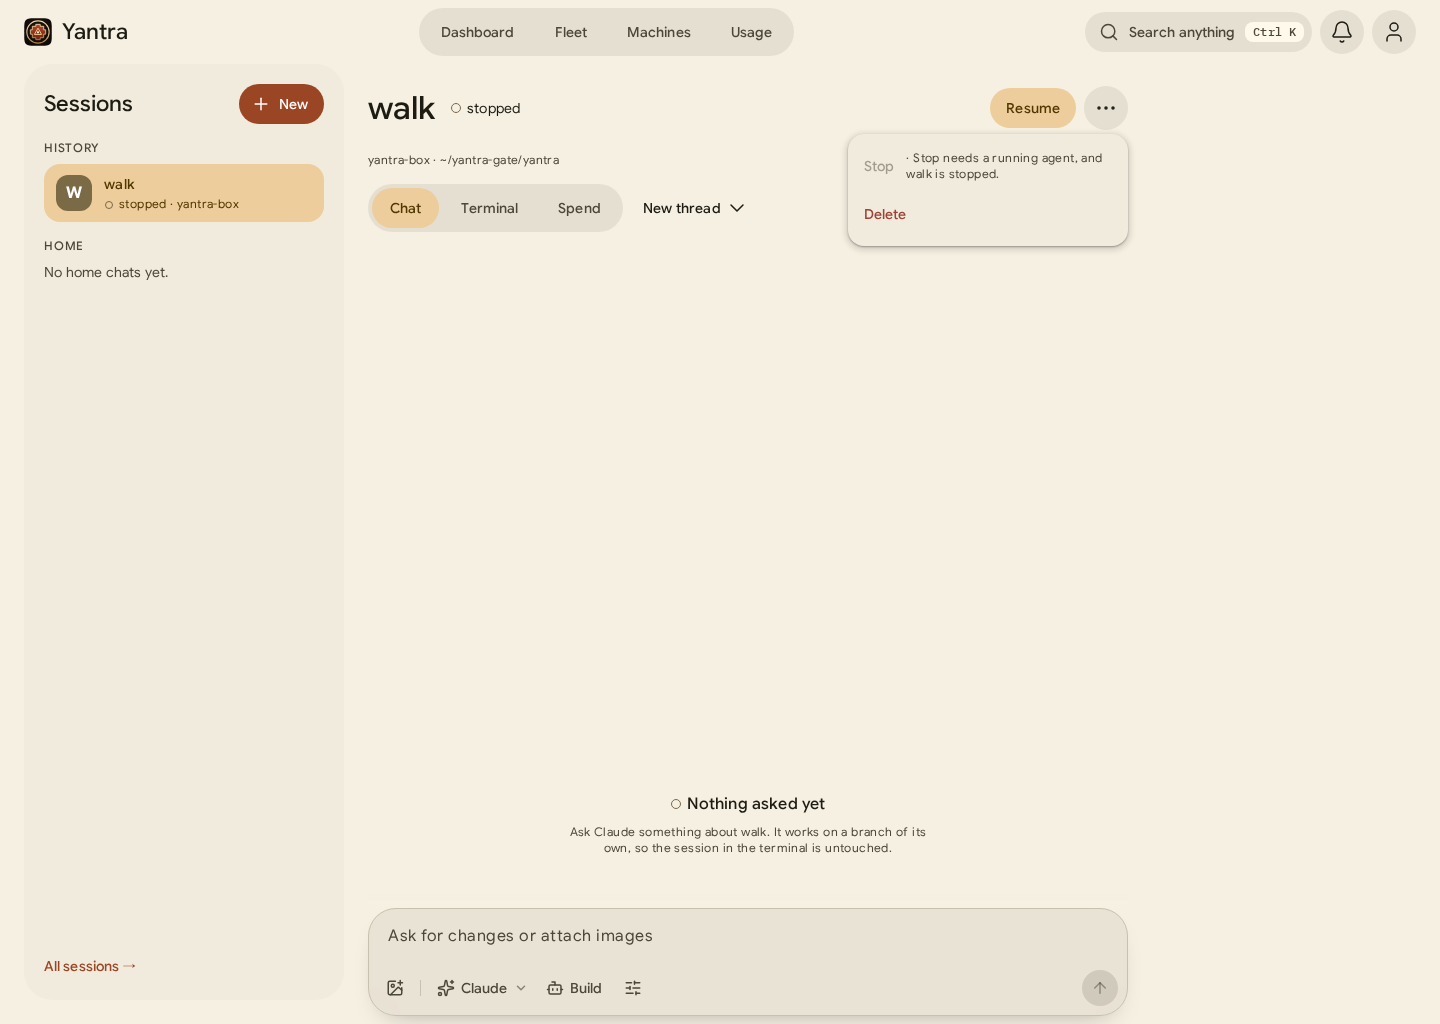 Yantra
Dashboard
Fleet
Machines
Usage
Search anything
Ctrl K
Sessions
New
HISTORY
W
walk
stopped · yantra-box
HOME
No home chats yet.
All sessions →
walk
stopped
Resume
yantra-box · ~/yantra-gate/yantra
Stop
· Stop needs a running agent, and
walk is stopped.
Delete
Chat
Terminal
Spend
New thread
Nothing asked yet
Ask Claude something about walk. It works on a branch of its
own, so the session in the terminal is untouched.
Ask for changes or attach images
Claude
Build